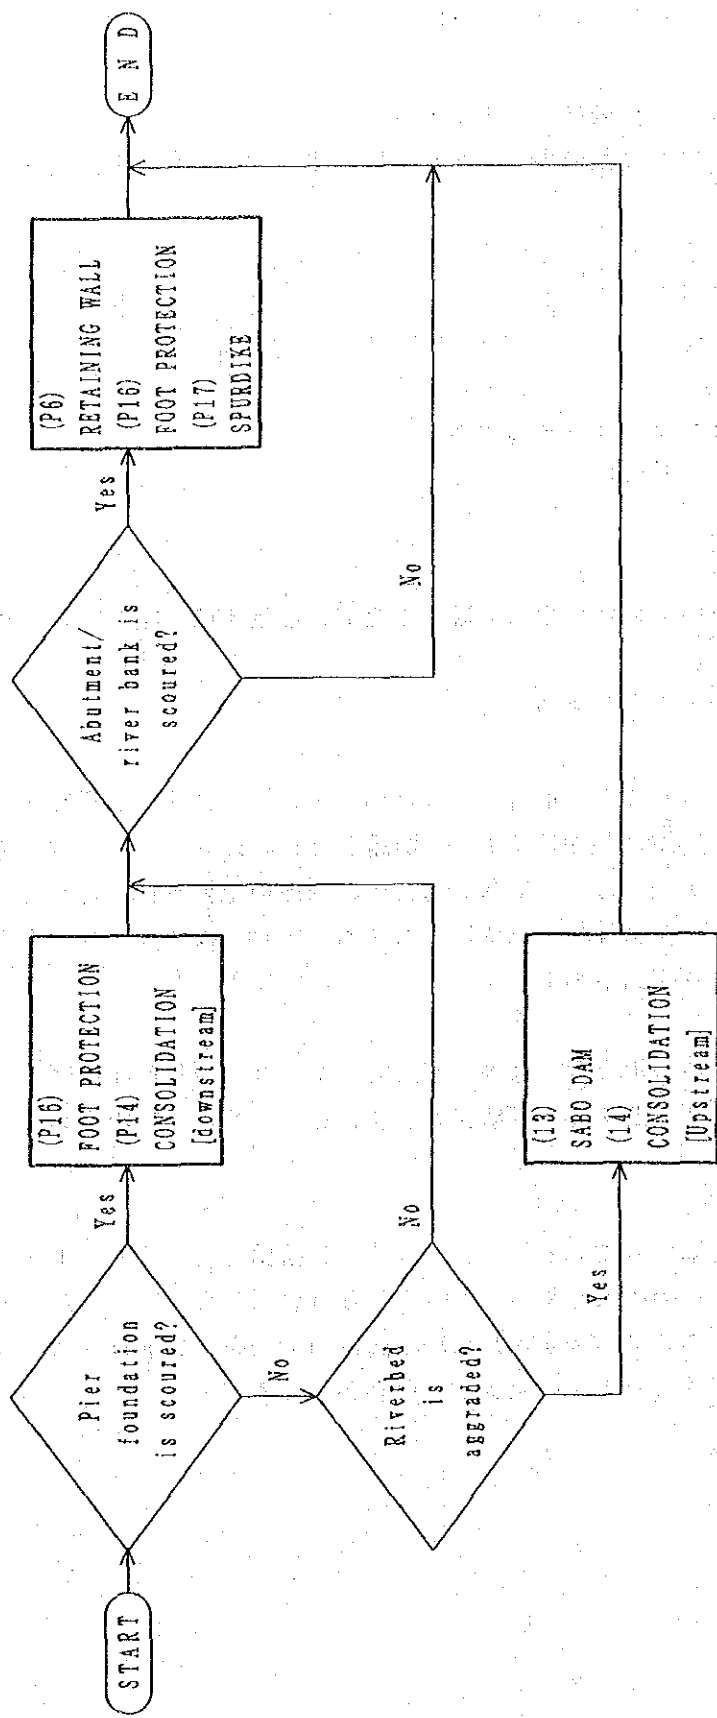 START
Pier
foundation
is scoured?
Yes
(P16)
FOOT PROTECTION
(P14)
CONSOLIDATION
[downstream]
No
Riverbed
is
aggraded?
No
Yes
(13)
SABO DAM
(14)
CONSOLIDATION
[Upstream]
Abutment/
river bank is
scoured?
Yes
(P6)
RETAINING WALL
(P16)
FOOT PROTECTION
(P17)
SPURDIKE
No
END